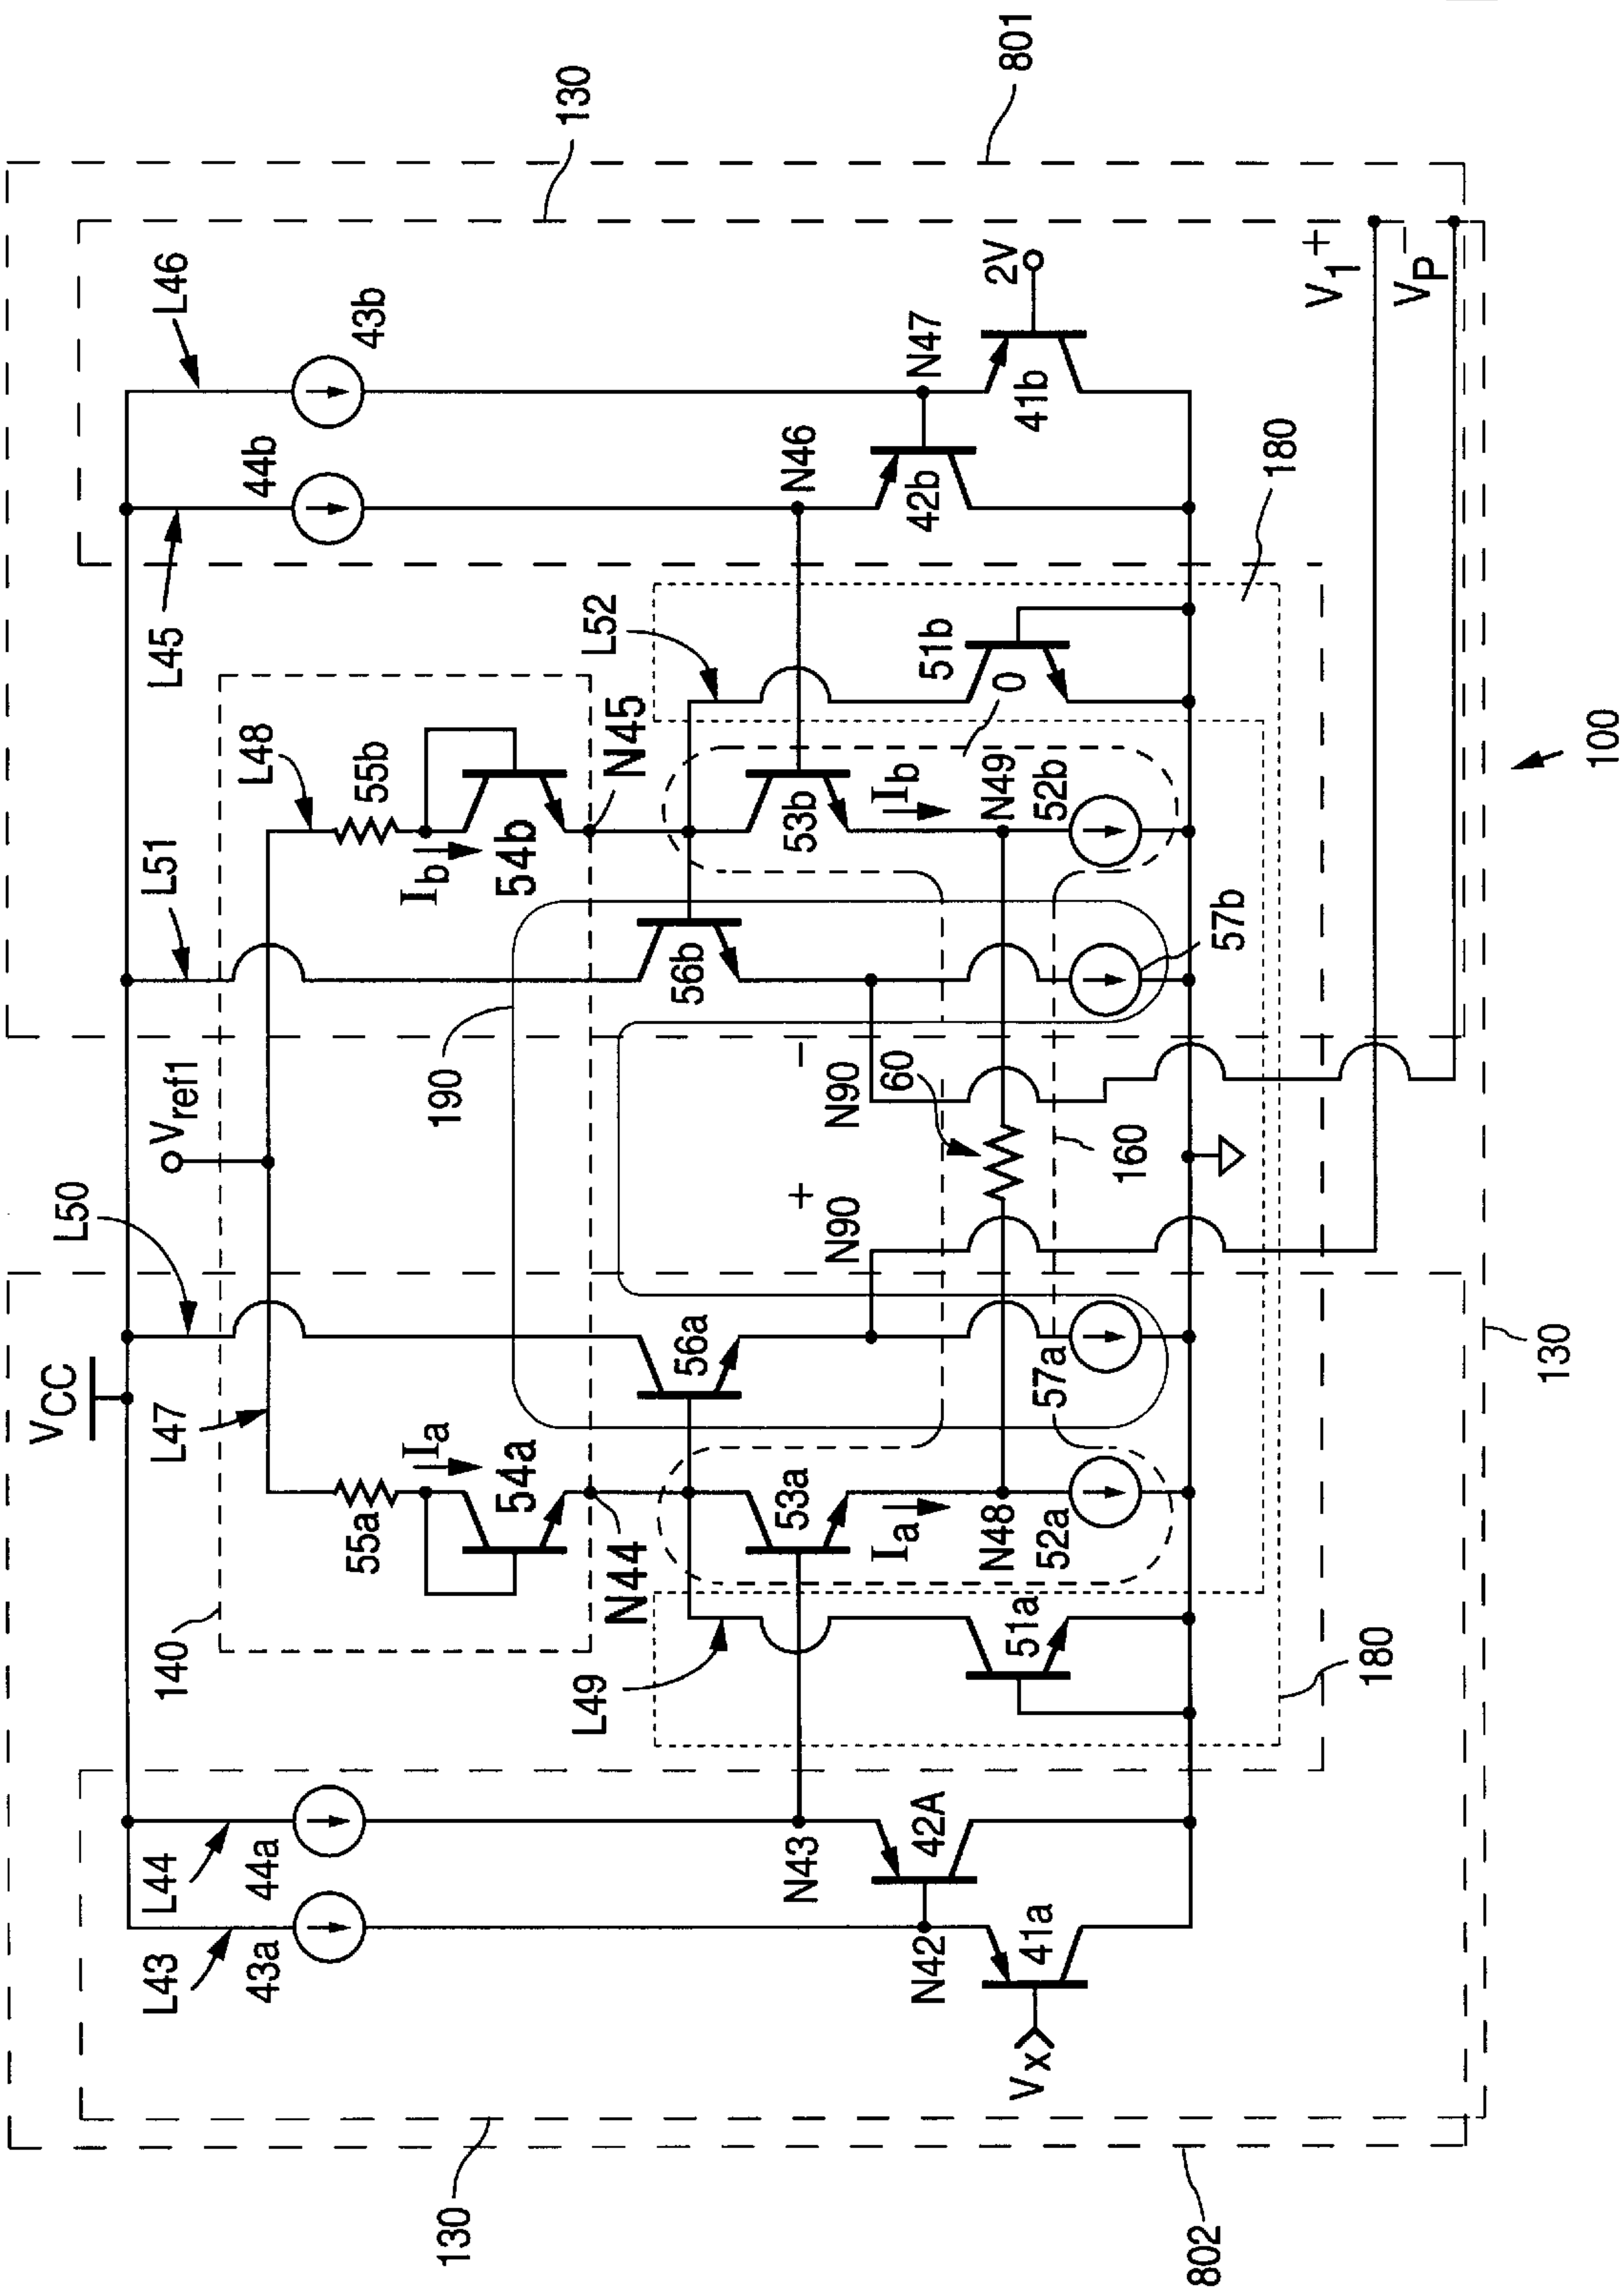 VCC
Vref1
L43
43a
L44
44a
L47
L50
L51
L48
L45
44b
L46
43b
140
55a
Ia
54a
N44
190
55b
Ib
54b
N45
L52
N46
N47
N43
N42
42A
41a
Vx
L49
51a
53a
Ia
N48
52a
56a
57a
N90
+
N90
−
60
160
56b
57b
53b
Ib
N49
52b
0
51b
42b
41b
2V
180
180
130
130
130
801
802
V1
+
−
VP
100